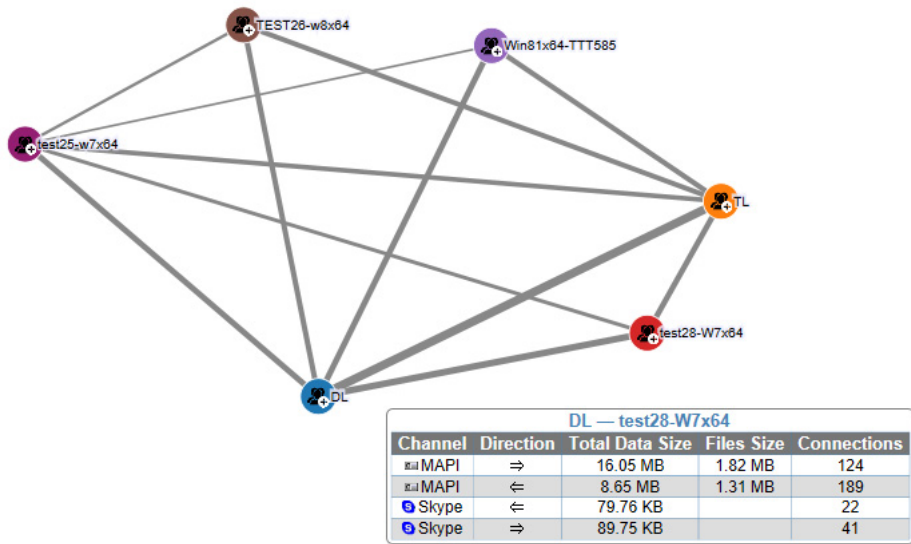 TEST26-w8x64
Win81x64-TTT585
test25-w7x64
TL
test28-W7x64
DL
DL — test28-W7x64
Channel Direction Total Data Size Files Size Connections
MAPI ⇒ 16.05 MB 1.82 MB 124
MAPI ⇐ 8.65 MB 1.31 MB 189
Skype ⇐ 79.76 KB 22
Skype ⇒ 89.75 KB 41